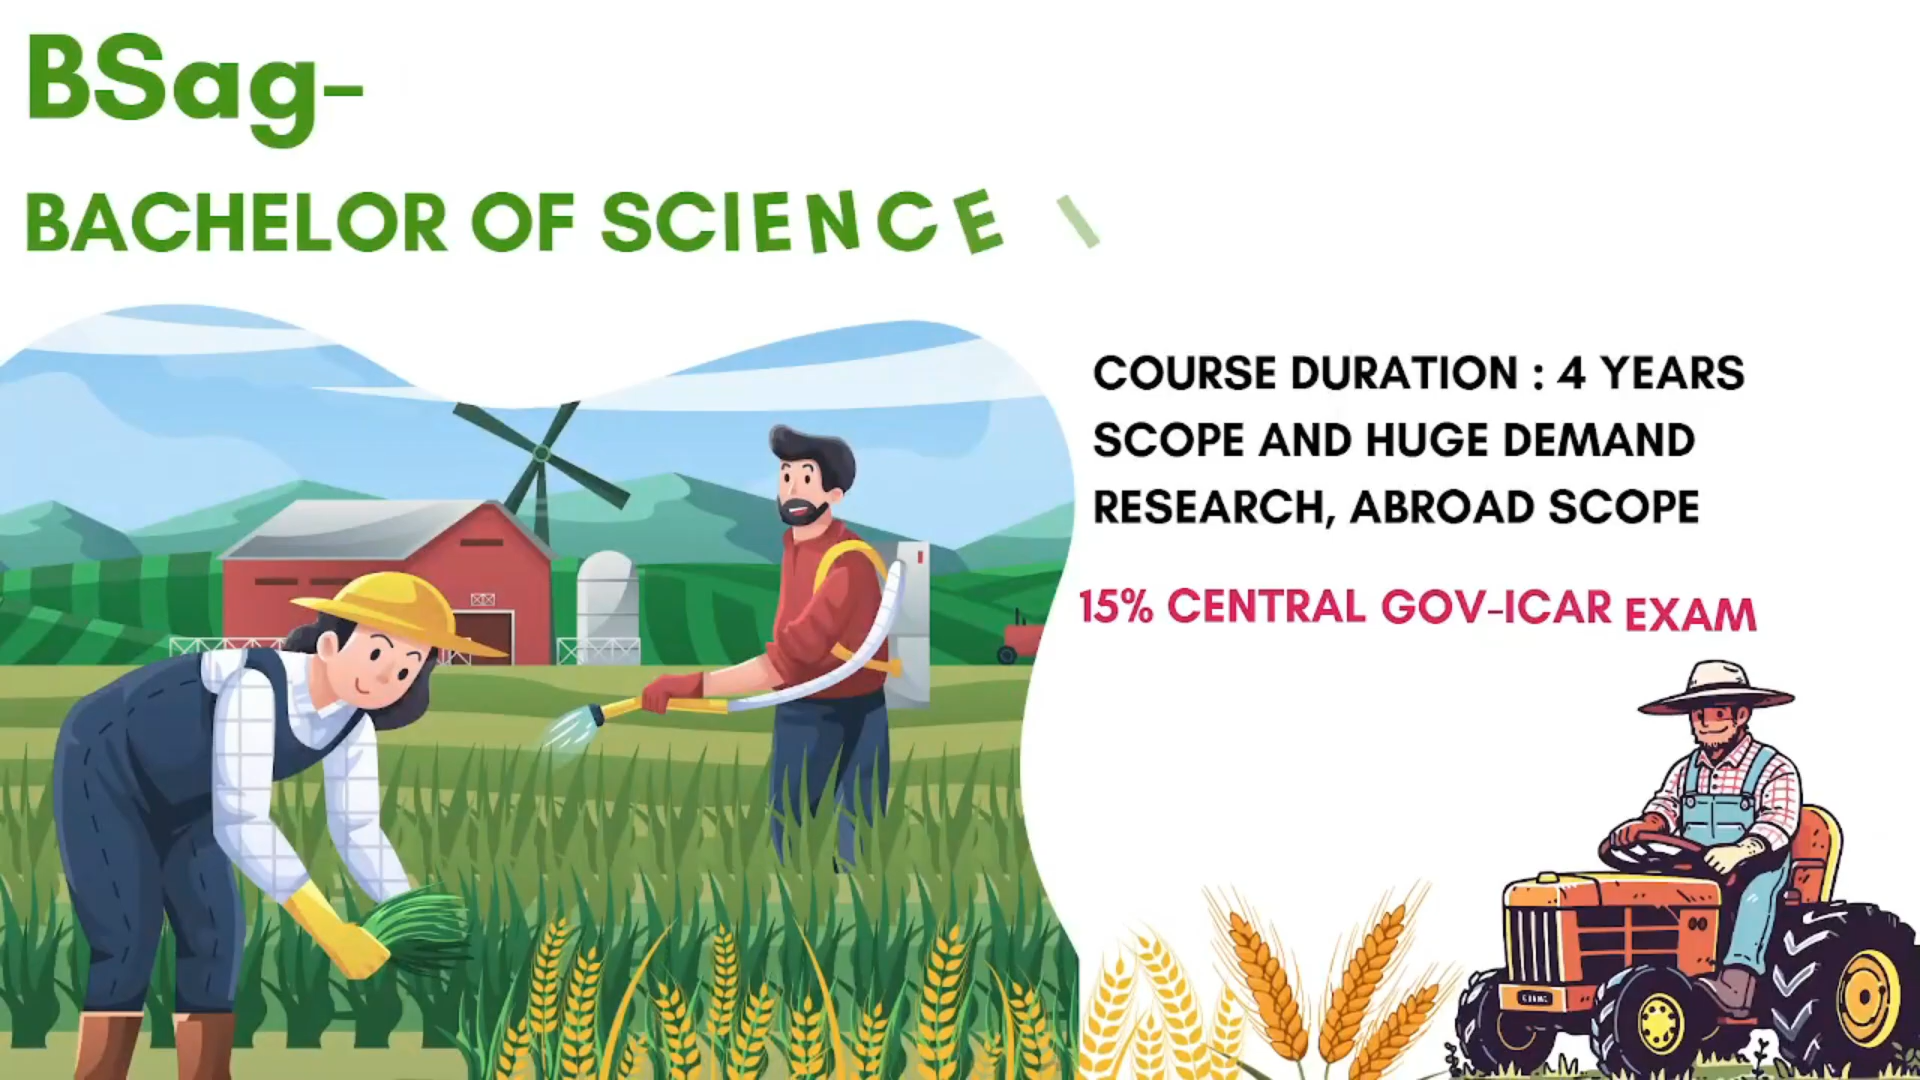 BSag-
BACHELOR OF SCIENCE
COURSE DURATION : 4 YEARS
SCOPE AND HUGE DEMAND
RESEARCH, ABROAD SCOPE
15% CENTRAL GOV-ICAR EXAM